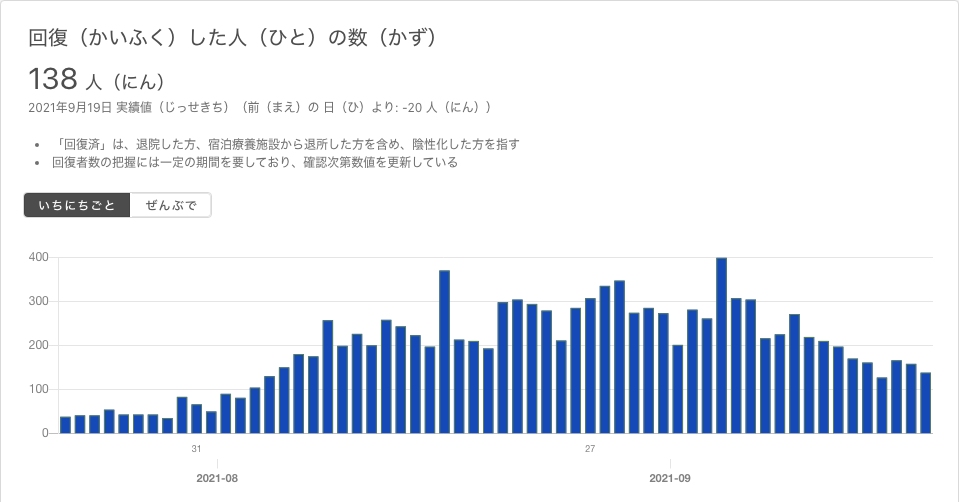 回復（かいふく）した人（ひと）の数（かず）
138 人（にん）
2021年9月19日 実績値（じっせきち）（前（まえ）の 日（ひ）より: -20 人（にん））
• 「回復済」は、退院した方、宿泊療養施設から退所した方を含め、陰性化した方を指す
• 回復者数の把握には一定の期間を要しており、確認次第数値を更新している
いちにちごと ぜんぶで
400
300
200
100
0
31 27
2021-08 2021-09